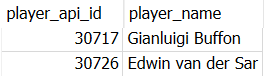 player_api_id player_name
30717 Gianluigi Buffon
30726 Edwin van der Sar